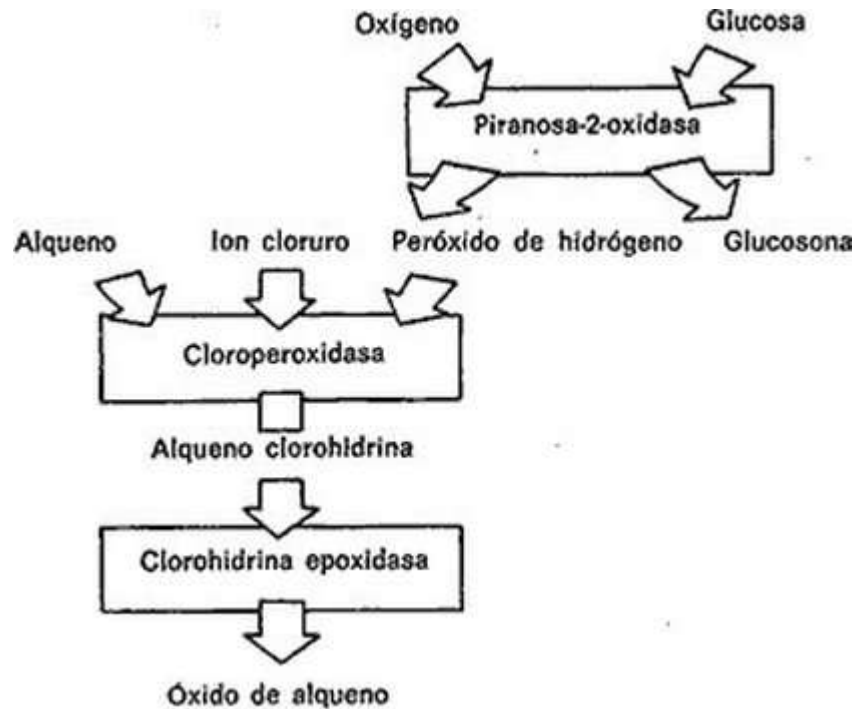 Oxígeno Glucosa
Piranosa-2-oxidasa
Alqueno Ion cloruro Peróxido de hidrógeno Glucosona
Cloroperoxidasa
Alqueno clorohidrina
Clorohidrina epoxidasa
Óxido de alqueno